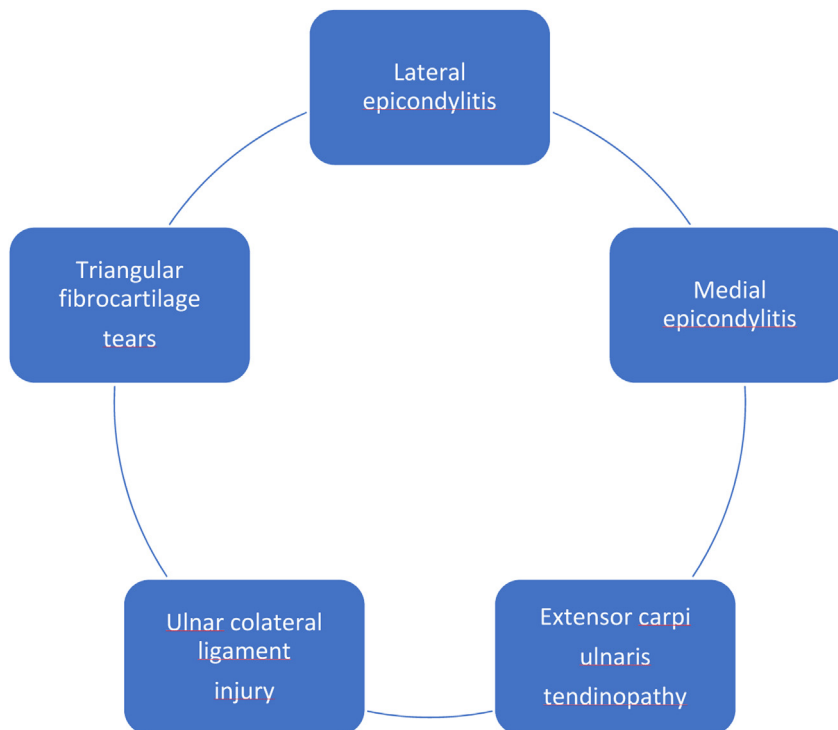 Lateral
epicondylitis
Medial
epicondylitis
Extensor carpi
ulnaris
tendinopathy
Ulnar colateral
ligament
injury
Triangular
fibrocartilage
tears